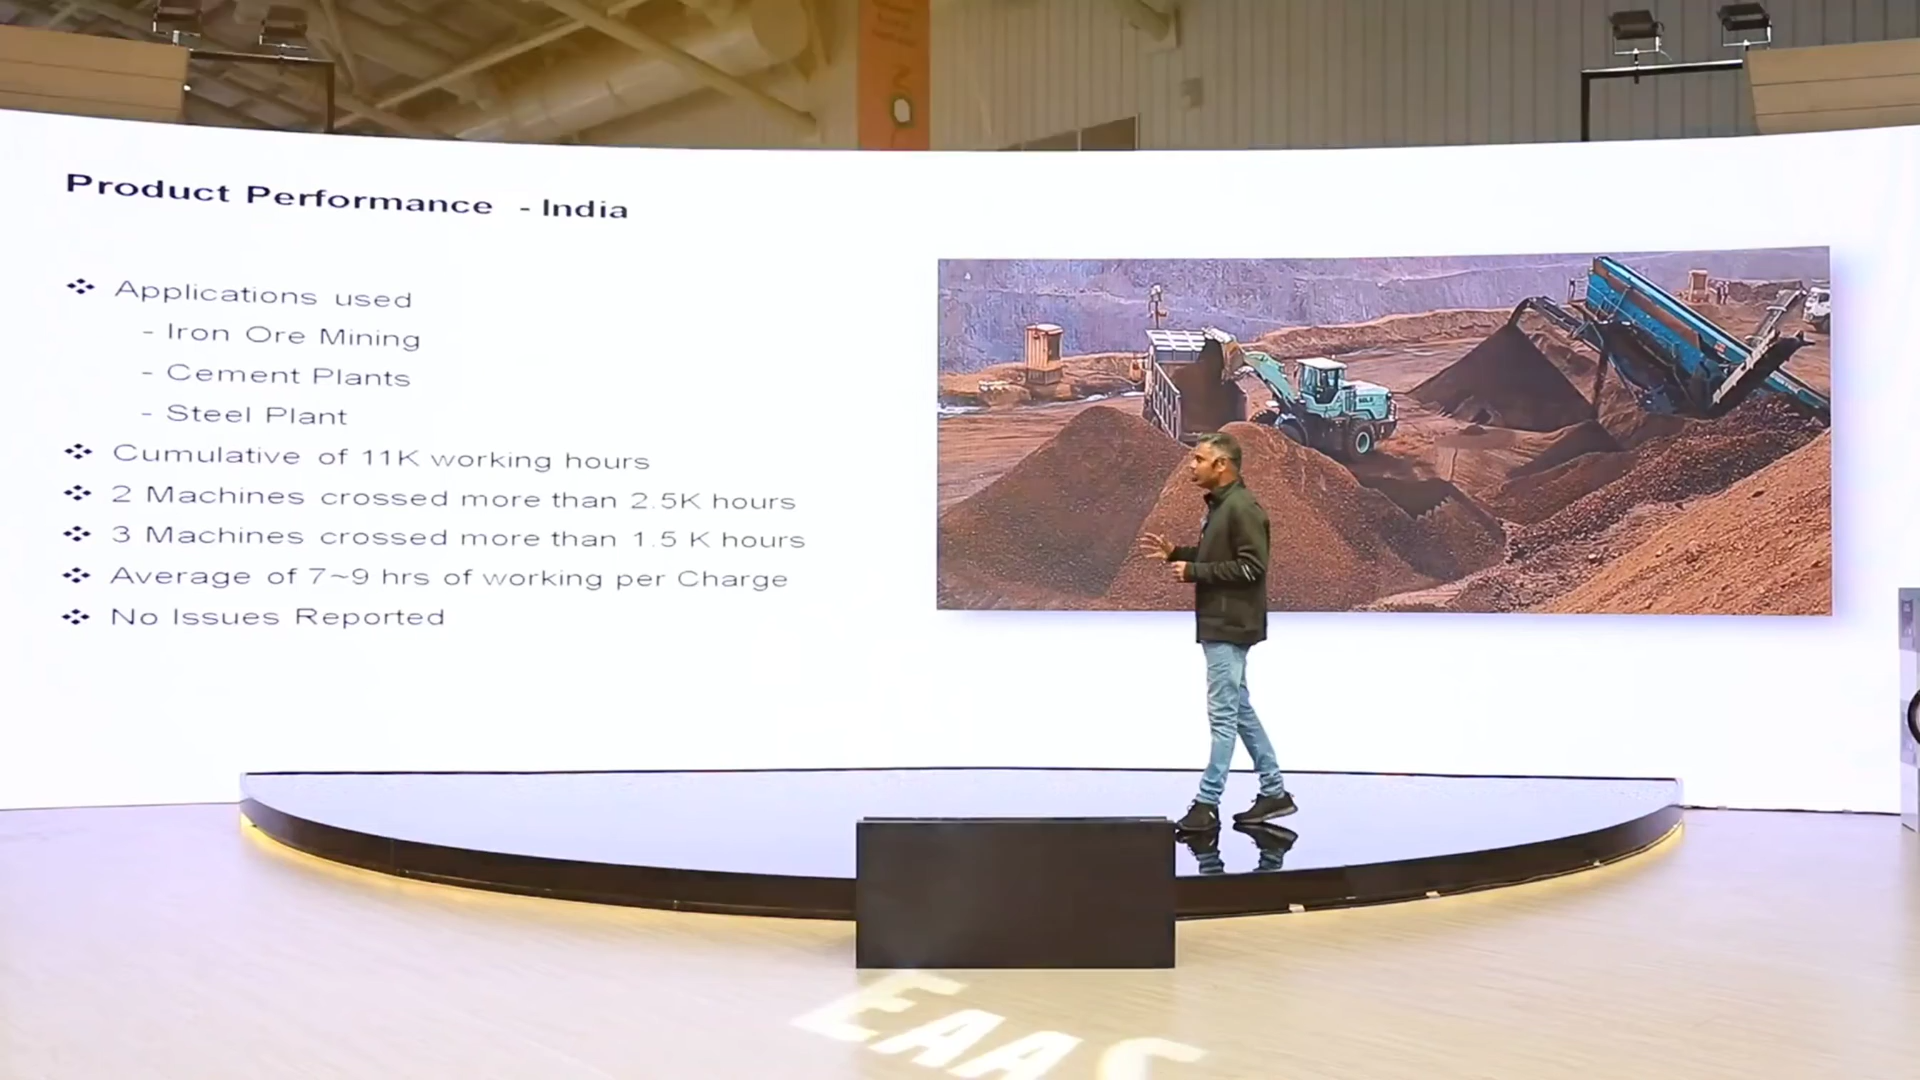 Product Performance - India
Applications used
- Iron Ore Mining
- Cement Plants
- Steel Plant
Cumulative of 11K working hours
2 Machines crossed more than 2.5K hours
3 Machines crossed more than 1.5 K hours
Average of 7~9 hrs of working per Charge
No Issues Reported